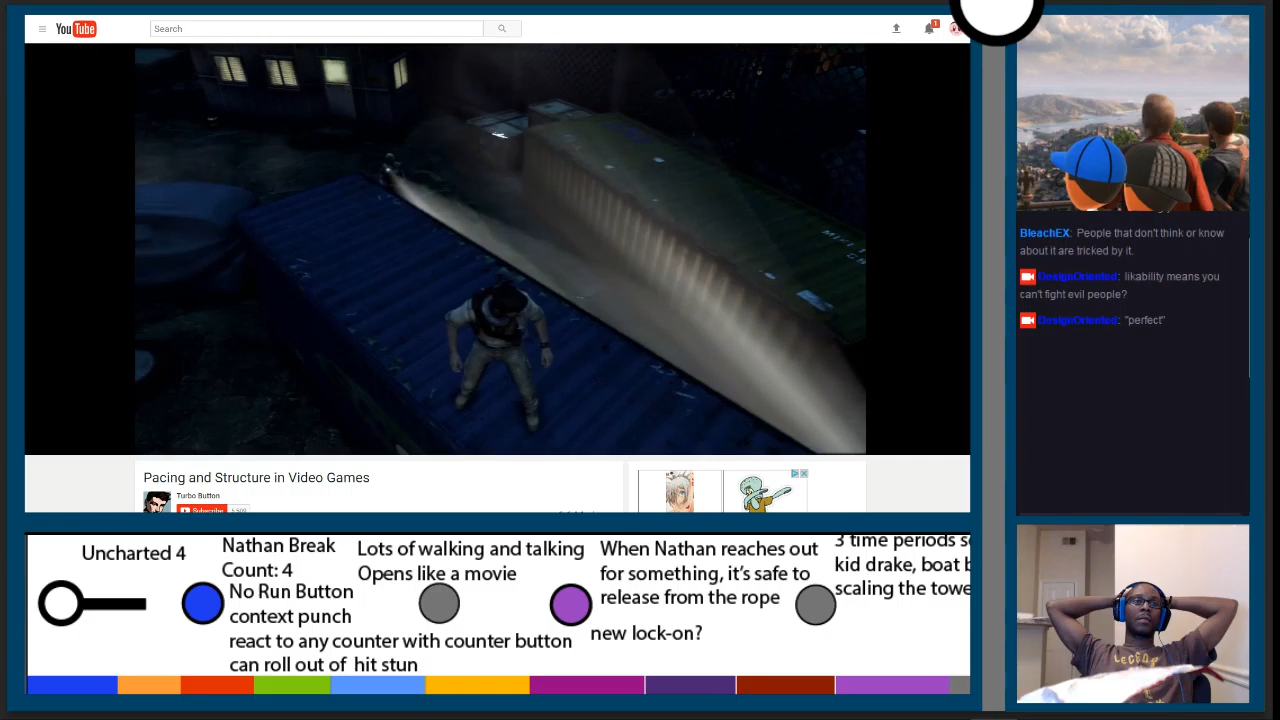 YouTube
Search
1
BleachEX: People that don't think or know
about it are tricked by it.
DesignOriented: likability means you
can't fight evil people?
DesignOriented: "perfect"
Pacing and Structure in Video Games
Turbo Button
Subscribe
Uncharted 4
Nathan Break
Count: 4
No Run Button
context punch
react to any counter with counter button
can roll out of hit stun
Lots of walking and talking
Opens like a movie
When Nathan reaches out
for something, it's safe to
release from the rope
new lock-on?
3 time periods
kid drake, boat
scaling the